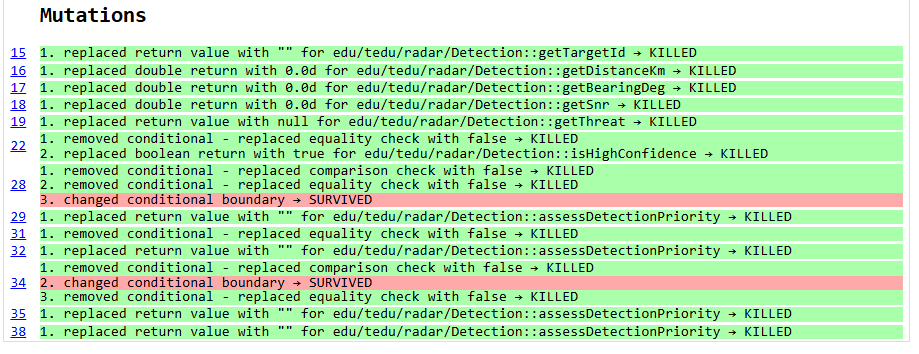 Mutations
15 1. replaced return value with "" for edu/tedu/radar/Detection::getTargetId → KILLED
16 1. replaced double return with 0.0d for edu/tedu/radar/Detection::getDistanceKm → KILLED
17 1. replaced double return with 0.0d for edu/tedu/radar/Detection::getBearingDeg → KILLED
18 1. replaced double return with 0.0d for edu/tedu/radar/Detection::getSnr → KILLED
19 1. replaced return value with null for edu/tedu/radar/Detection::getThreat → KILLED
22 1. removed conditional - replaced equality check with false → KILLED
2. replaced boolean return with true for edu/tedu/radar/Detection::isHighConfidence → KILLED
28 1. removed conditional - replaced comparison check with false → KILLED
2. removed conditional - replaced equality check with false → KILLED
3. changed conditional boundary → SURVIVED
29 1. replaced return value with "" for edu/tedu/radar/Detection::assessDetectionPriority → KILLED
31 1. removed conditional - replaced equality check with false → KILLED
32 1. replaced return value with "" for edu/tedu/radar/Detection::assessDetectionPriority → KILLED
34 1. removed conditional - replaced comparison check with false → KILLED
2. changed conditional boundary → SURVIVED
3. removed conditional - replaced equality check with false → KILLED
35 1. replaced return value with "" for edu/tedu/radar/Detection::assessDetectionPriority → KILLED
38 1. replaced return value with "" for edu/tedu/radar/Detection::assessDetectionPriority → KILLED